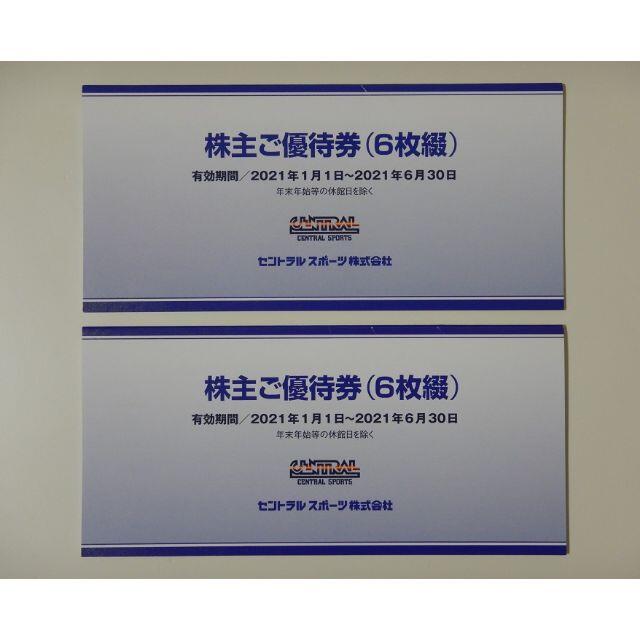 株主ご優待券(6枚綴)
有効期間/2021年1月1日~2021年6月30日
年末年始等の休館日を除く
CENTRAL
CENTRAL SPORTS
セントラルスポーツ株式会社
株主ご優待券(6枚綴)
有効期間/2021年1月1日~2021年6月30日
年末年始等の休館日を除く
CENTRAL
CENTRAL SPORTS
セントラルスポーツ株式会社